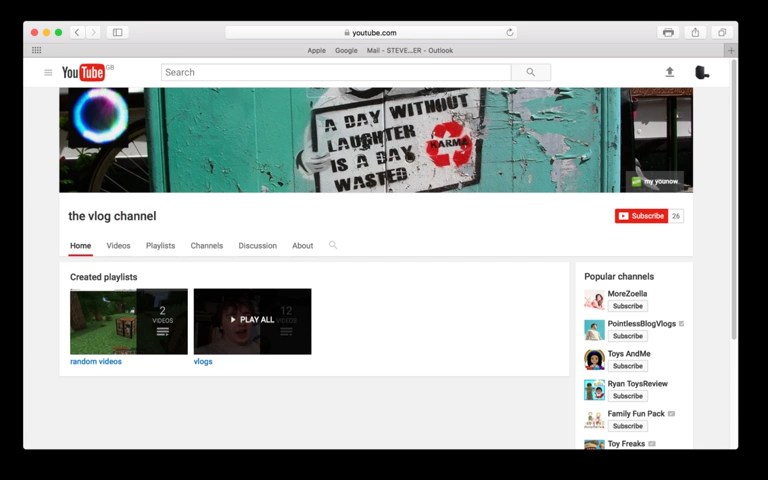 youtube.com
Apple Google Mail - STEVE...ER - Outlook
YouTube GB
Search
A DAY WITHOUT
LAUGHTER
IS A DAY
WASTED
KARMA
my younow
the vlog channel
Subscribe 26
Home Videos Playlists Channels Discussion About
Created playlists
2
VIDEOS
PLAY ALL
12
VIDEOS
random videos
vlogs
Popular channels
MoreZoella
Subscribe
PointlessBlogVlogs
Subscribe
Toys AndMe
Subscribe
Ryan ToysReview
Subscribe
Family Fun Pack
Subscribe
Toy Freaks